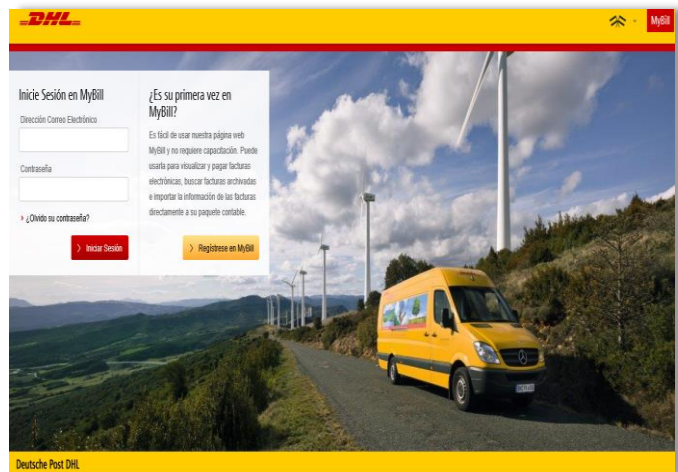 DHL
MyBill
Inicie Sesión en MyBill
Dirección Correo Electrónico
Contraseña
› ¿Olvido su contraseña?
› Iniciar Sesión
¿Es su primera vez en
MyBill?
Es fácil de usar nuestra página web
MyBill y no requiere capacitación. Puede
usarla para visualizar y pagar facturas
electrónicas, buscar facturas archivadas
e importar la información de las facturas
directamente a su paquete contable.
› Regístrese en MyBill
Deutsche Post DHL